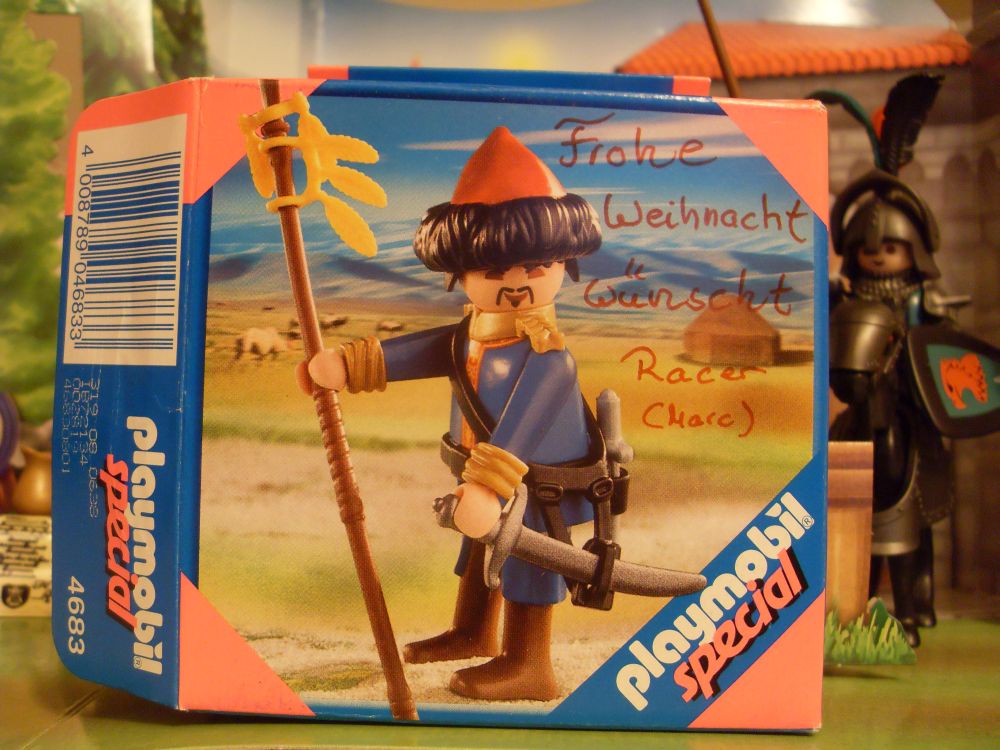 Frohe
Weihnacht
wünscht
Racer
(Marc)
playmobil®
special
4 008789 046833
playmobil®
special
4683